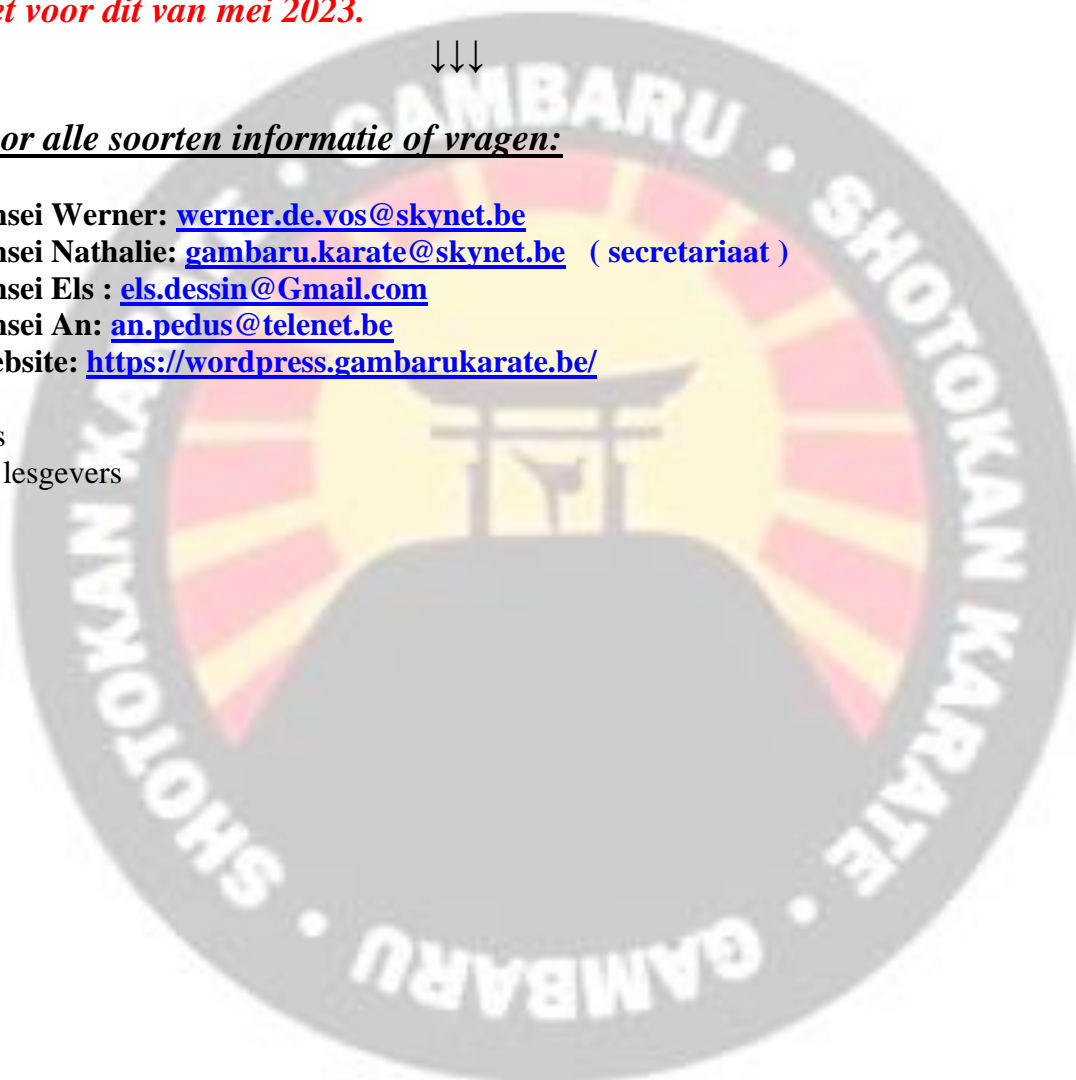 et voor dit van mei 2023.
↓↓↓
or alle soorten informatie of vragen:
nsei Werner: werner.de.vos@skynet.be
nsei Nathalie: gambaru.karate@skynet.be ( secretariaat )
nsei Els : els.dessin@Gmail.com
nsei An: an.pedus@telenet.be
ebsite: https://wordpress.gambarukarate.be/
s
lesgevers
GAMBARU • SHOTOKAN KARATE • GAMBARU • SHOTOKAN KARATE •